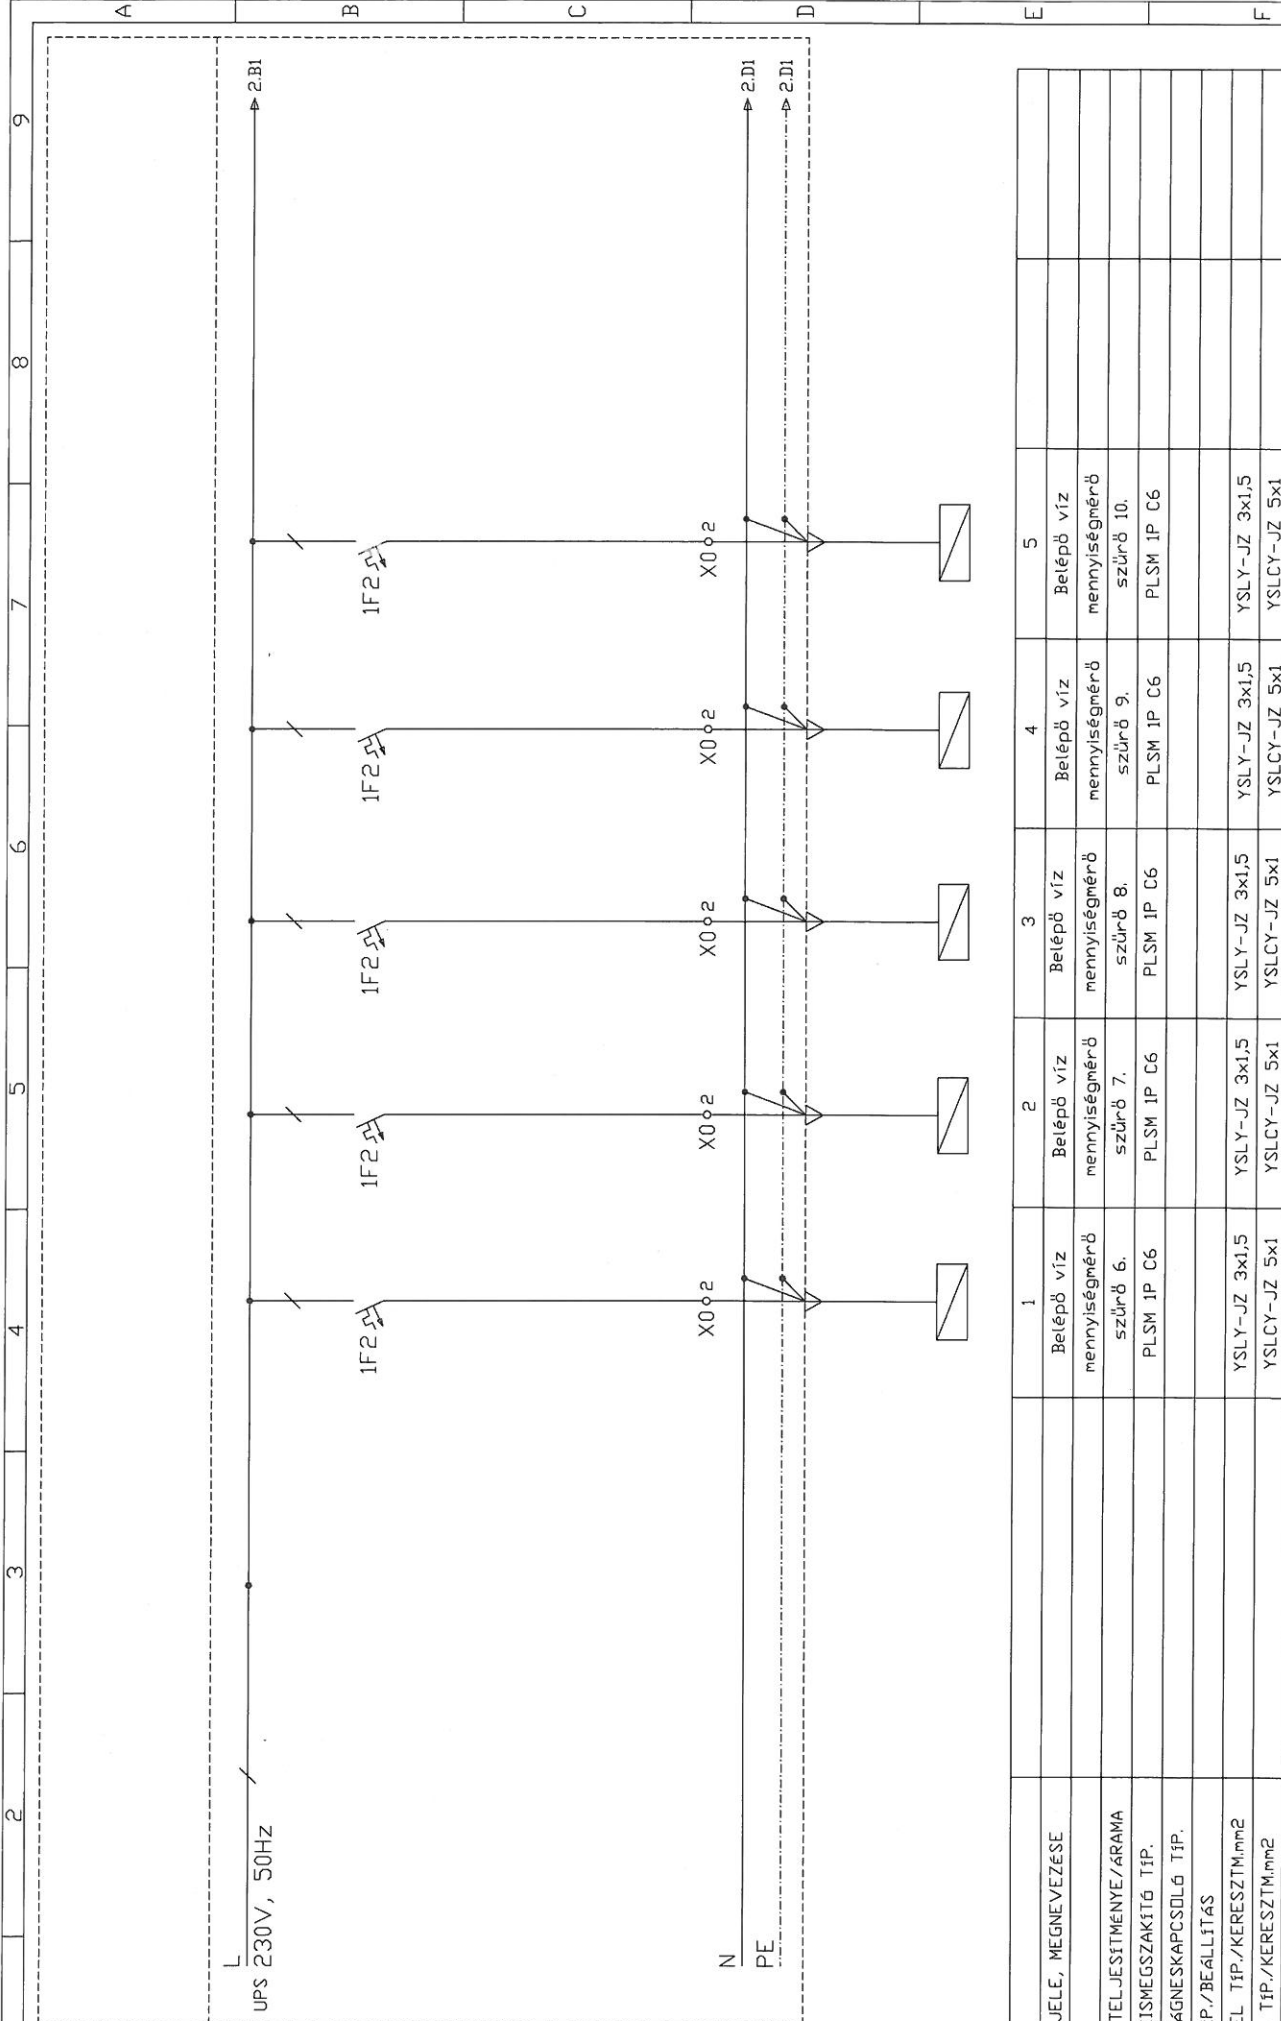 2 3 4 5 6 7 8 9
A
B
C
D
E
F
L
UPS 230V, 50Hz
2.B1
1F2 1F2 1F2 1F2 1F2
X0 2 X0 2 X0 2 X0 2 X0 2
N
2.D1
PE
2.D1
1 2 3 4 5
JELE, MEGNEVEZÉSE Belépő víz Belépő víz Belépő víz Belépő víz Belépő víz
mennyiségmérő mennyiségmérő mennyiségmérő mennyiségmérő mennyiségmérő
TELJESÍTMÉNYE/ÁRAMA szűrő 6. szűrő 7. szűrő 8. szűrő 9. szűrő 10.
ISMEGSZAKÍTÓ TÍP. PLSM 1P C6 PLSM 1P C6 PLSM 1P C6 PLSM 1P C6 PLSM 1P C6
ÁGNESKAPCSOLÓ TÍP.
P./BEÁLLÍTÁS
EL TÍP./KERESZTM.mm2 YSLY-JZ 3x1,5 YSLY-JZ 3x1,5 YSLY-JZ 3x1,5 YSLY-JZ 3x1,5 YSLY-JZ 3x1,5
TÍP./KERESZTM.mm2 YSLCY-JZ 5x1 YSLCY-JZ 5x1 YSLCY-JZ 5x1 YSLCY-JZ 5x1 YSLCY-JZ 5x1